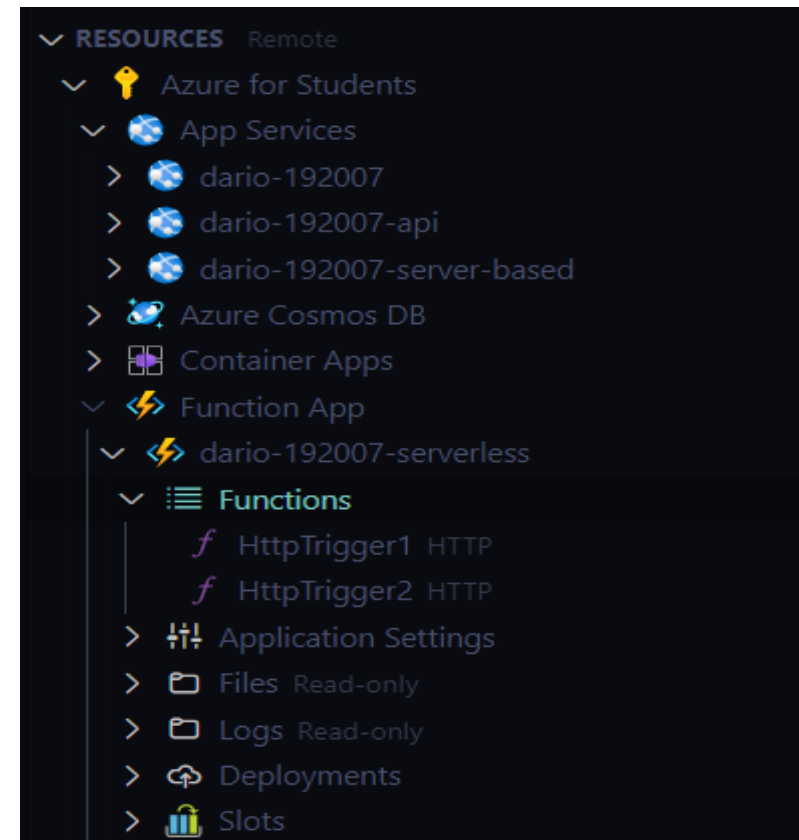 RESOURCES Remote
Azure for Students
App Services
dario-192007
dario-192007-api
dario-192007-server-based
Azure Cosmos DB
Container Apps
Function App
dario-192007-serverless
Functions
HttpTrigger1 HTTP
HttpTrigger2 HTTP
Application Settings
Files Read-only
Logs Read-only
Deployments
Slots